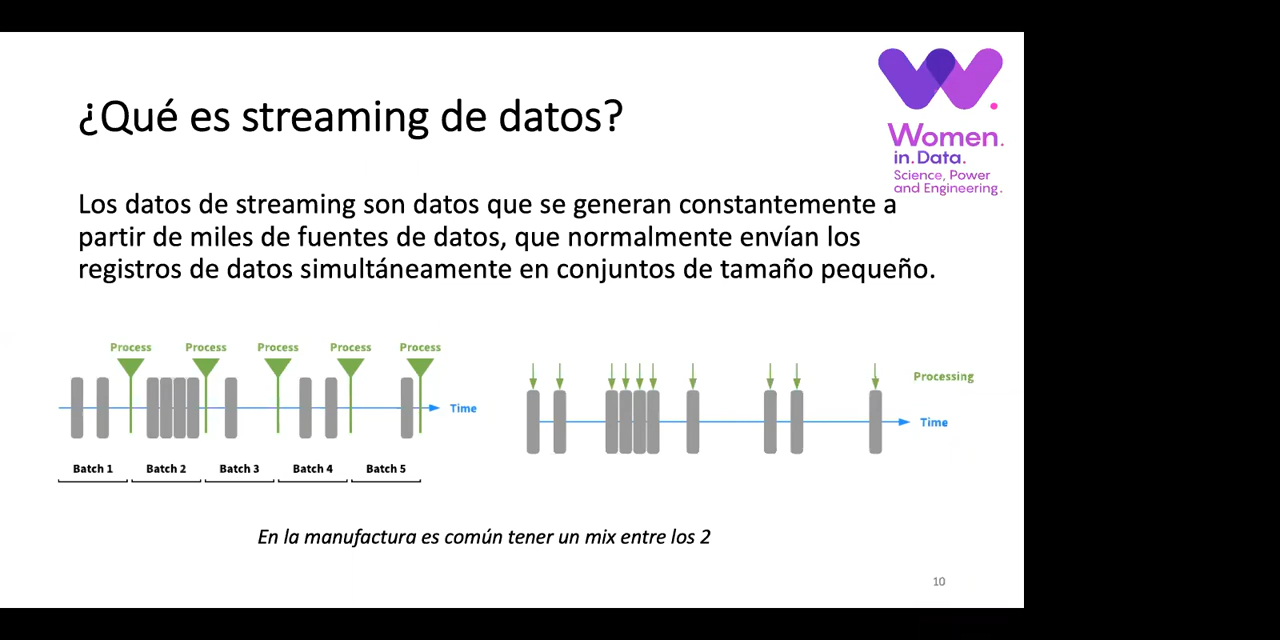 ¿Qué es streaming de datos?
Women.
in.Data.
Science, Power
and Engineering.
Los datos de streaming son datos que se generan constantemente a
partir de miles de fuentes de datos, que normalmente envían los
registros de datos simultáneamente en conjuntos de tamaño pequeño.
Process Process Process Process Process
Time
Batch 1 Batch 2 Batch 3 Batch 4 Batch 5
Processing
Time
En la manufactura es común tener un mix entre los 2
10